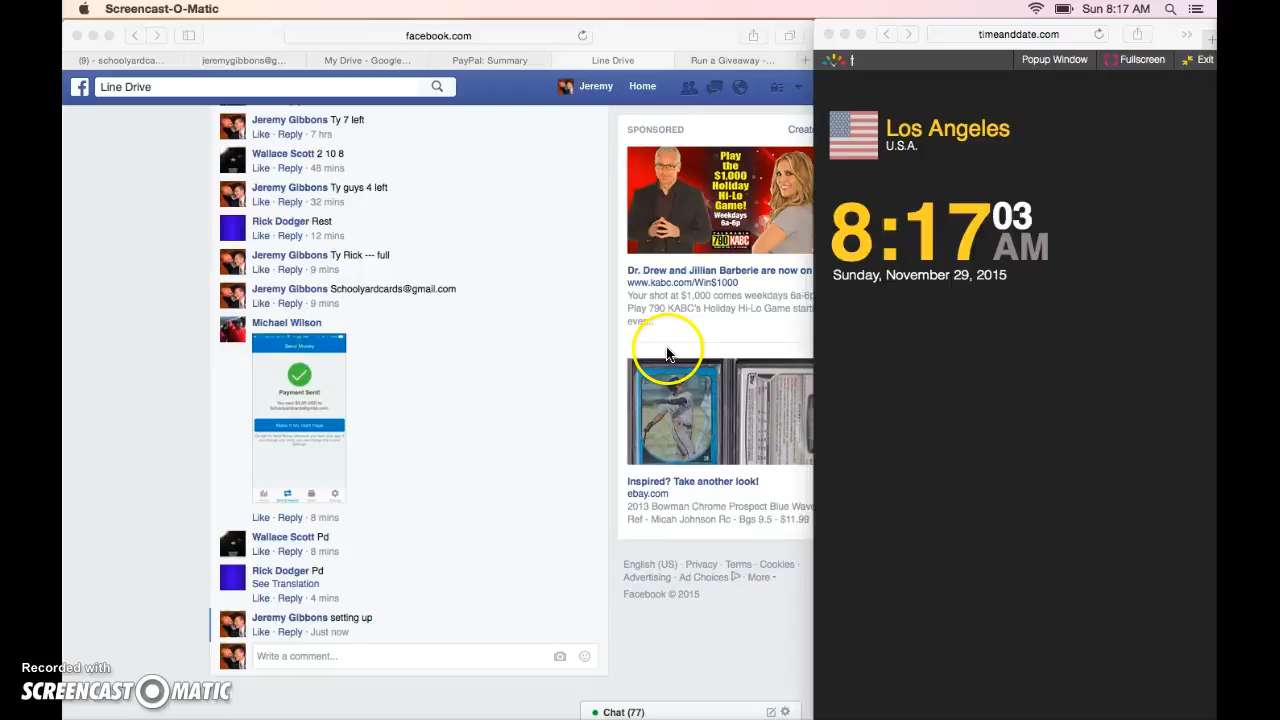 Screencast-O-Matic
Sun 8:17 AM
facebook.com
(9) - schoolyardca...
jeremygibbons@g...
My Drive - Google...
PayPal: Summary
Line Drive
Run a Giveaway -...
Line Drive
Jeremy
Home
Jeremy Gibbons Ty 7 left
Like · Reply · 7 hrs
Wallace Scott 2 10 8
Like · Reply · 48 mins
Jeremy Gibbons Ty guys 4 left
Like · Reply · 32 mins
Rick Dodger Rest
Like · Reply · 12 mins
Jeremy Gibbons Ty Rick --- full
Like · Reply · 9 mins
Jeremy Gibbons Schoolyardcards@gmail.com
Like · Reply · 9 mins
Michael Wilson
Send Money
Payment Sent!
Like · Reply · 8 mins
Wallace Scott Pd
Like · Reply · 8 mins
Rick Dodger Pd
See Translation
Like · Reply · 4 mins
Jeremy Gibbons setting up
Like · Reply · Just now
Write a comment...
SPONSORED
Create
Play
the
$1,000
Holiday
Hi-Lo
Game!
Weekdays
6a-6p
790 KABC
Dr. Drew and Jillian Barberie are now on
www.kabc.com/Win$1000
Your shot at $1,000 comes weekdays 6a-6p
Play 790 KABC's Holiday Hi-Lo Game start
ever...
Inspired? Take another look!
ebay.com
2013 Bowman Chrome Prospect Blue Wave
Ref - Micah Johnson Rc - Bgs 9.5 - $11.99
English (US) · Privacy · Terms · Cookies ·
Advertising · Ad Choices · More
Facebook © 2015
Chat (77)
timeanddate.com
t
Popup Window
Fullscreen
Exit
Los Angeles
U.S.A.
8:17 03
AM
Sunday, November 29, 2015
Recorded with
SCREENCAST-O-MATIC